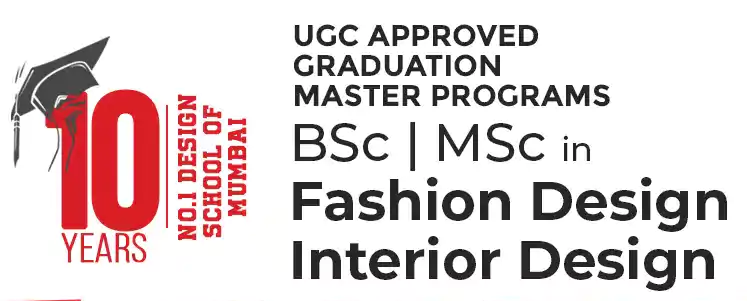 10
YEARS
NO.1 DESIGN
SCHOOL OF
MUMBAI
UGC APPROVED
GRADUATION
MASTER PROGRAMS
BSc | MSc in
Fashion Design
Interior Design